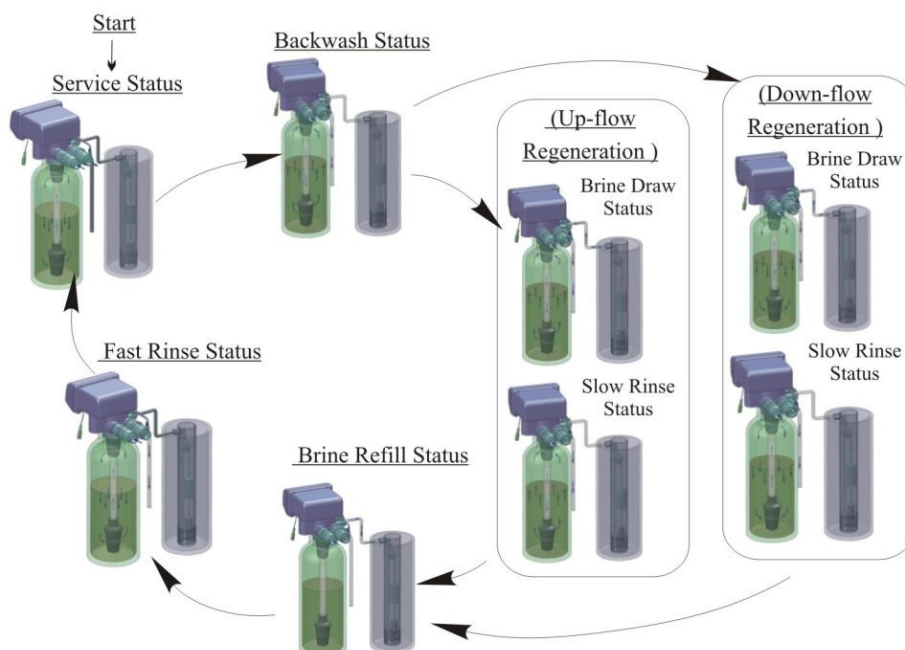 Start
Service Status
Backwash Status
(Up-flow
Regeneration )
Brine Draw
Status
Slow Rinse
Status
(Down-flow
Regeneration )
Brine Draw
Status
Slow Rinse
Status
Brine Refill Status
Fast Rinse Status